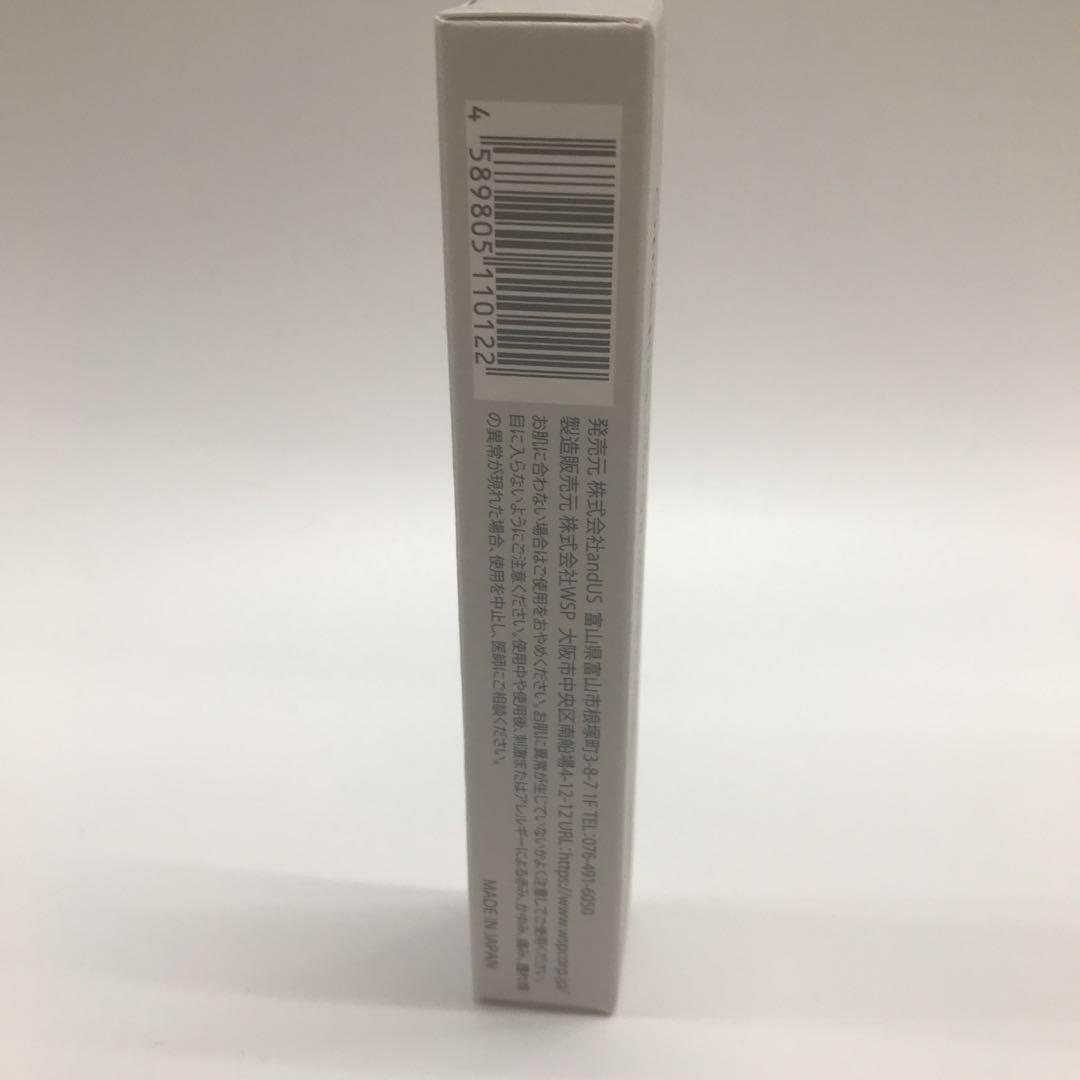 4 589805 110122
発売元 株式会社andUS 富山県富山市根塚町3-8-7 1F TEL:076-491-6050
製造販売元 株式会社WSP 大阪市中央区南船場4-12-12 URL:https://www.wspcorp.jp/
お肌に合わない場合はご使用をおやめください。お肌に異常が生じていないかよく注意してご使用ください。
目に入らないようにご注意ください。使用中や使用後、刺激またはアレルギーによる赤み、かゆみ、痛み、腫れ等
の異常が現れた場合、使用を中止し、医師にご相談ください。
MADE IN JAPAN